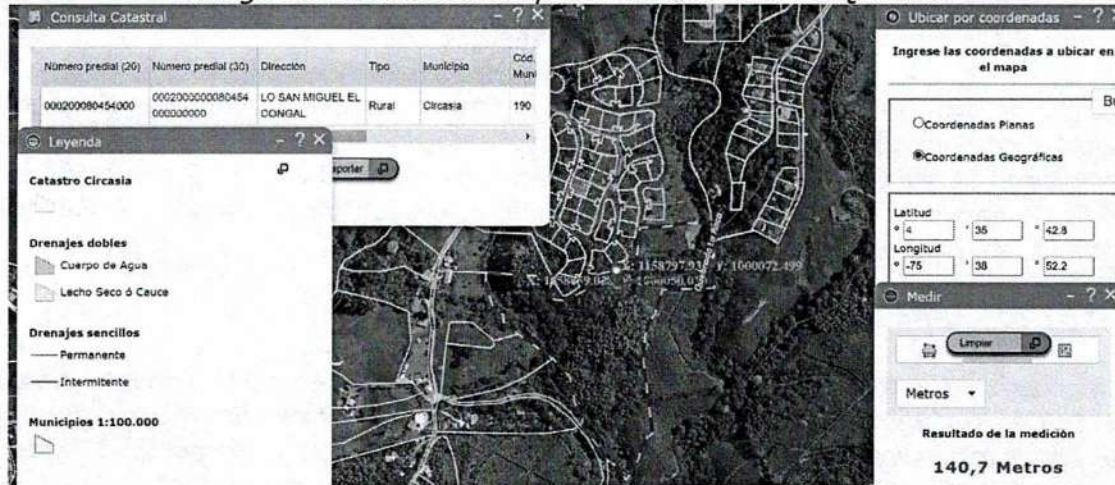 Consulta Catastral
Número predial (20) Número predial (30) Dirección Tipo Municipio Cód.
Muni
000200080454000 0002000000080454 LO SAN MIGUEL EL Rural Circasia 190
000000000 CONGAL
Leyenda
Catastro Circasia
Drenajes dobles
Cuerpo de Agua
Lecho Seco ó Cauce
Drenajes sencillos
Permanente
Intermitente
Municipios 1:100.000
Ubicar por coordenadas
Ingrese las coordenadas a ubicar en
el mapa
Coordenadas Planas
Coordenadas Geográficas
Latitud
° 4 ' 35 " 42.8
Longitud
° -75 ' 38 " 52.2
Medir
Limpiar
Metros
Resultado de la medición
140,7 Metros